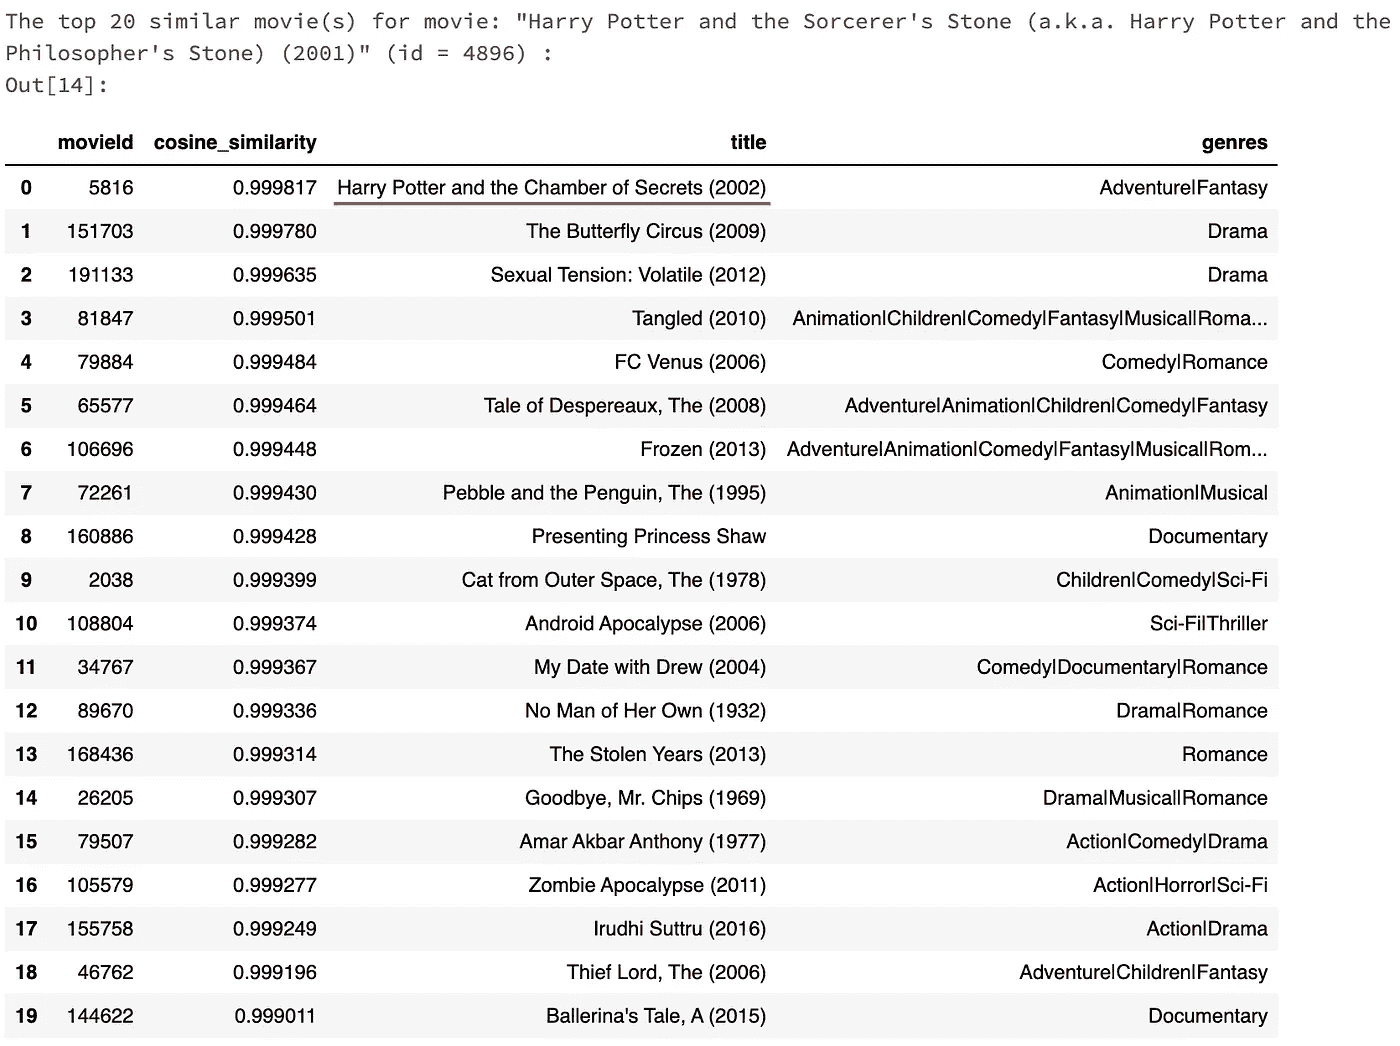 The top 20 similar movie(s) for movie: "Harry Potter and the Sorcerer's Stone (a.k.a. Harry Potter and the
Philosopher's Stone) (2001)" (id = 4896) :
Out[14]:
movieId cosine_similarity title genres
0 5816 0.999817 Harry Potter and the Chamber of Secrets (2002) Adventure|Fantasy
1 151703 0.999780 The Butterfly Circus (2009) Drama
2 191133 0.999635 Sexual Tension: Volatile (2012) Drama
3 81847 0.999501 Tangled (2010) Animation|Children|Comedy|Fantasy|Musical|Roma...
4 79884 0.999484 FC Venus (2006) Comedy|Romance
5 65577 0.999464 Tale of Despereaux, The (2008) Adventure|Animation|Children|Comedy|Fantasy
6 106696 0.999448 Frozen (2013) Adventure|Animation|Comedy|Fantasy|Musical|Rom...
7 72261 0.999430 Pebble and the Penguin, The (1995) Animation|Musical
8 160886 0.999428 Presenting Princess Shaw Documentary
9 2038 0.999399 Cat from Outer Space, The (1978) Children|Comedy|Sci-Fi
10 108804 0.999374 Android Apocalypse (2006) Sci-Fi|Thriller
11 34767 0.999367 My Date with Drew (2004) Comedy|Documentary|Romance
12 89670 0.999336 No Man of Her Own (1932) Drama|Romance
13 168436 0.999314 The Stolen Years (2013) Romance
14 26205 0.999307 Goodbye, Mr. Chips (1969) Drama|Musical|Romance
15 79507 0.999282 Amar Akbar Anthony (1977) Action|Comedy|Drama
16 105579 0.999277 Zombie Apocalypse (2011) Action|Horror|Sci-Fi
17 155758 0.999249 Irudhi Suttru (2016) Action|Drama
18 46762 0.999196 Thief Lord, The (2006) Adventure|Children|Fantasy
19 144622 0.999011 Ballerina's Tale, A (2015) Documentary